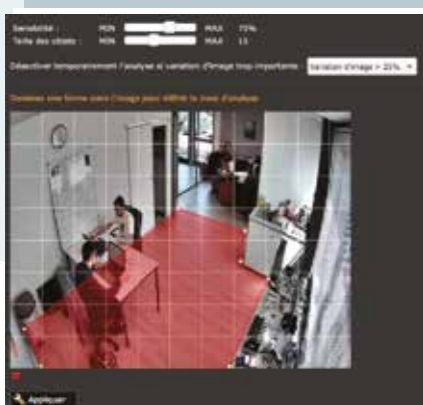 Sensibilité : MIN MAX 70%
Taille des objets : MIN MAX 15
Désactiver temporairement l'analyse si variation d'image trop importante : Variation d'image > 25%
Dessinez une forme dans l'image pour définir la zone d'analyse
Appliquer